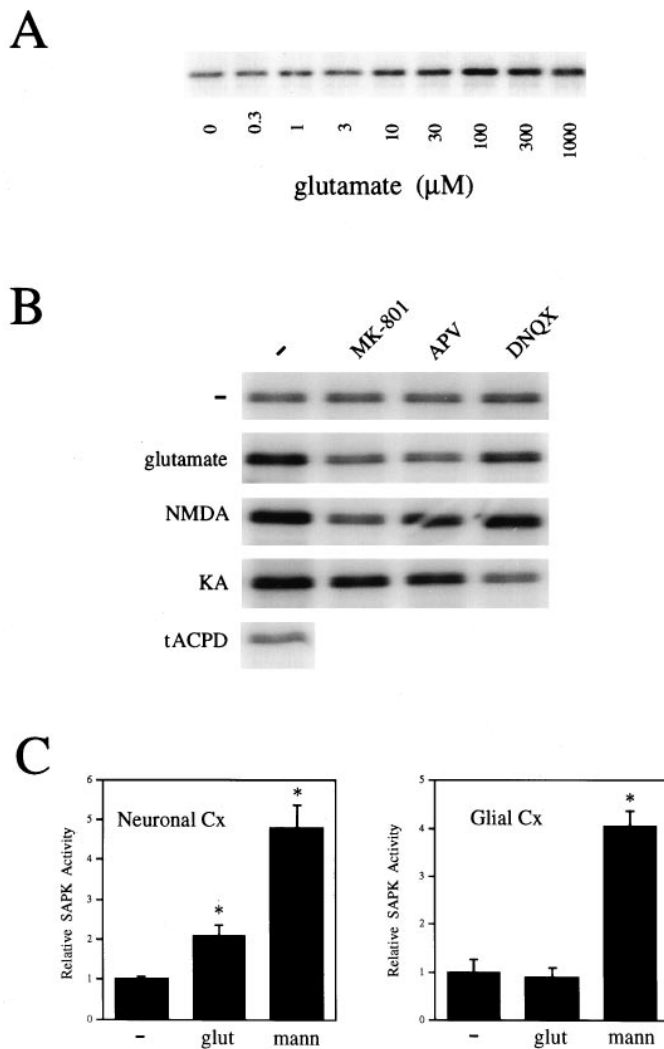 A
0 0.3 1 3 10 30 100 300 1000
glutamate (μM)
B
- MK-801 APV DNQX
-
glutamate
NMDA
KA
tACPD
C
Relative SAPK Activity
6
5
4
3
2
1
0
Neuronal Cx
*
*
- glut mann
Relative SAPK Activity
5
4
3
2
1
0
Glial Cx
*
- glut mann